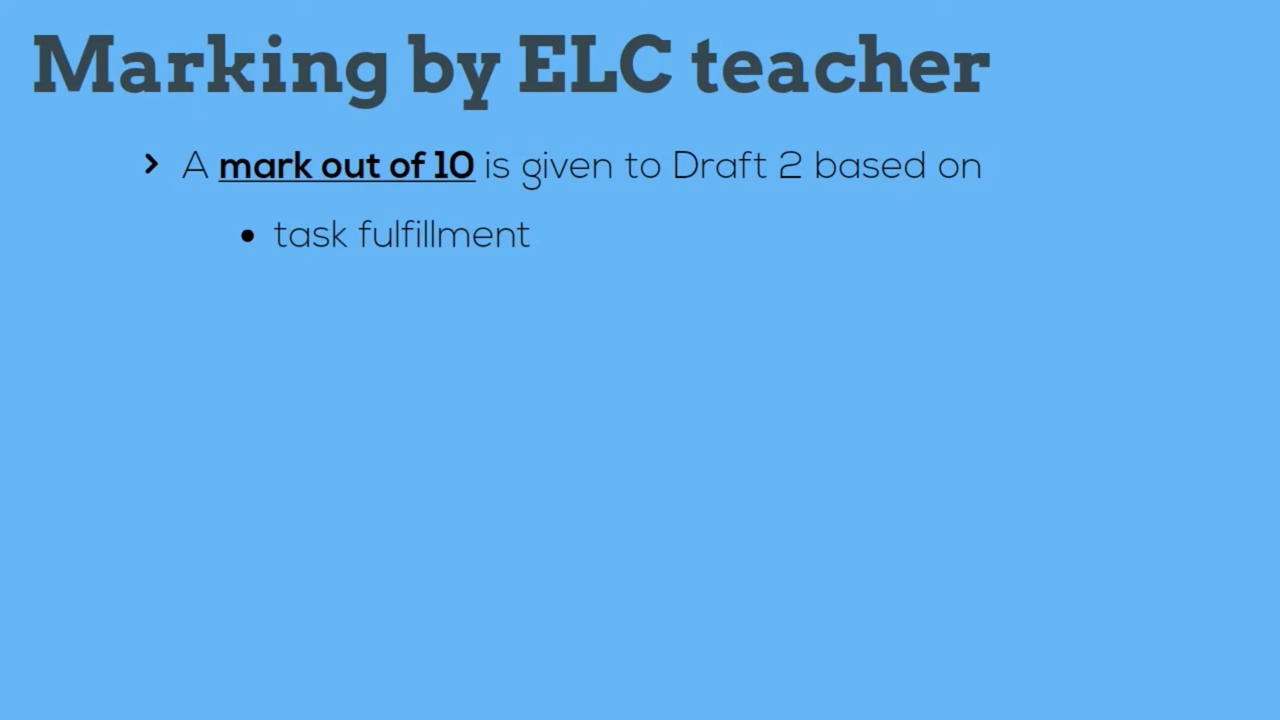 Marking by ELC teacher
› A mark out of 10 is given to Draft 2 based on
• task fulfillment